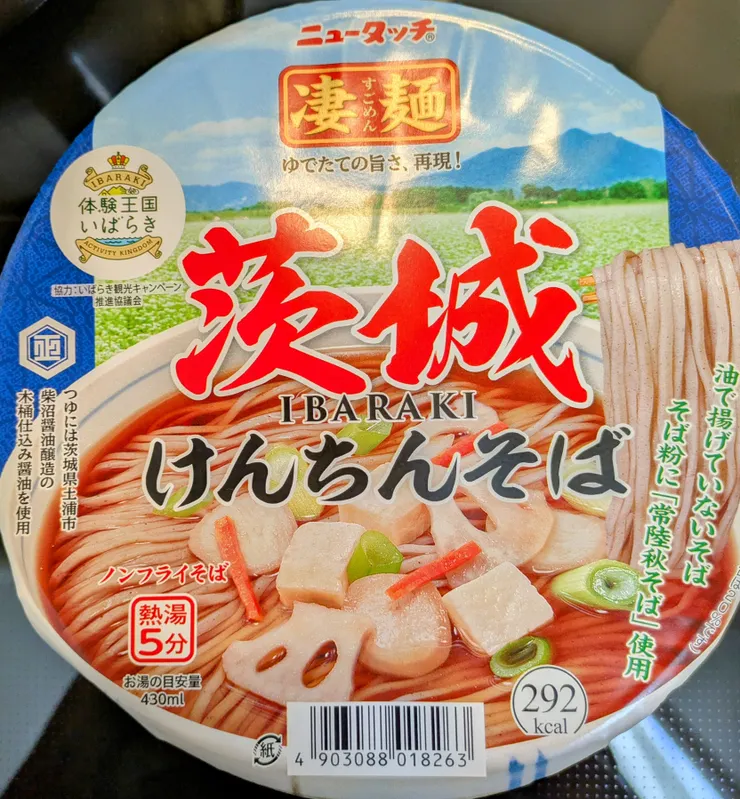 ニュータッチ®
凄麺
すごめん
ゆでたての旨さ、再現!
IBARAKI
体験王国
いばらき
ACTIVITY KINGDOM
協力:いばらき観光キャンペーン
推進協議会
茨城
IBARAKI
けんちんそば
つゆには茨城県土浦市
柴沼醤油醸造の
木桶仕込み醤油を使用
油で揚げていないそば
そば粉に「常陸秋そば」使用
ノンフライそば
熱湯
5分
お湯の目安量
430ml
292
kcal
紙
4 903088 018263